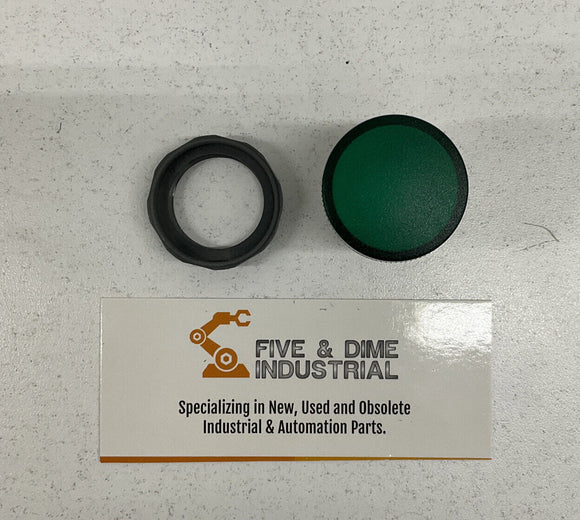 FIVE & DIME
INDUSTRIAL
Specializing in New, Used and Obsolete
Industrial & Automation Parts.